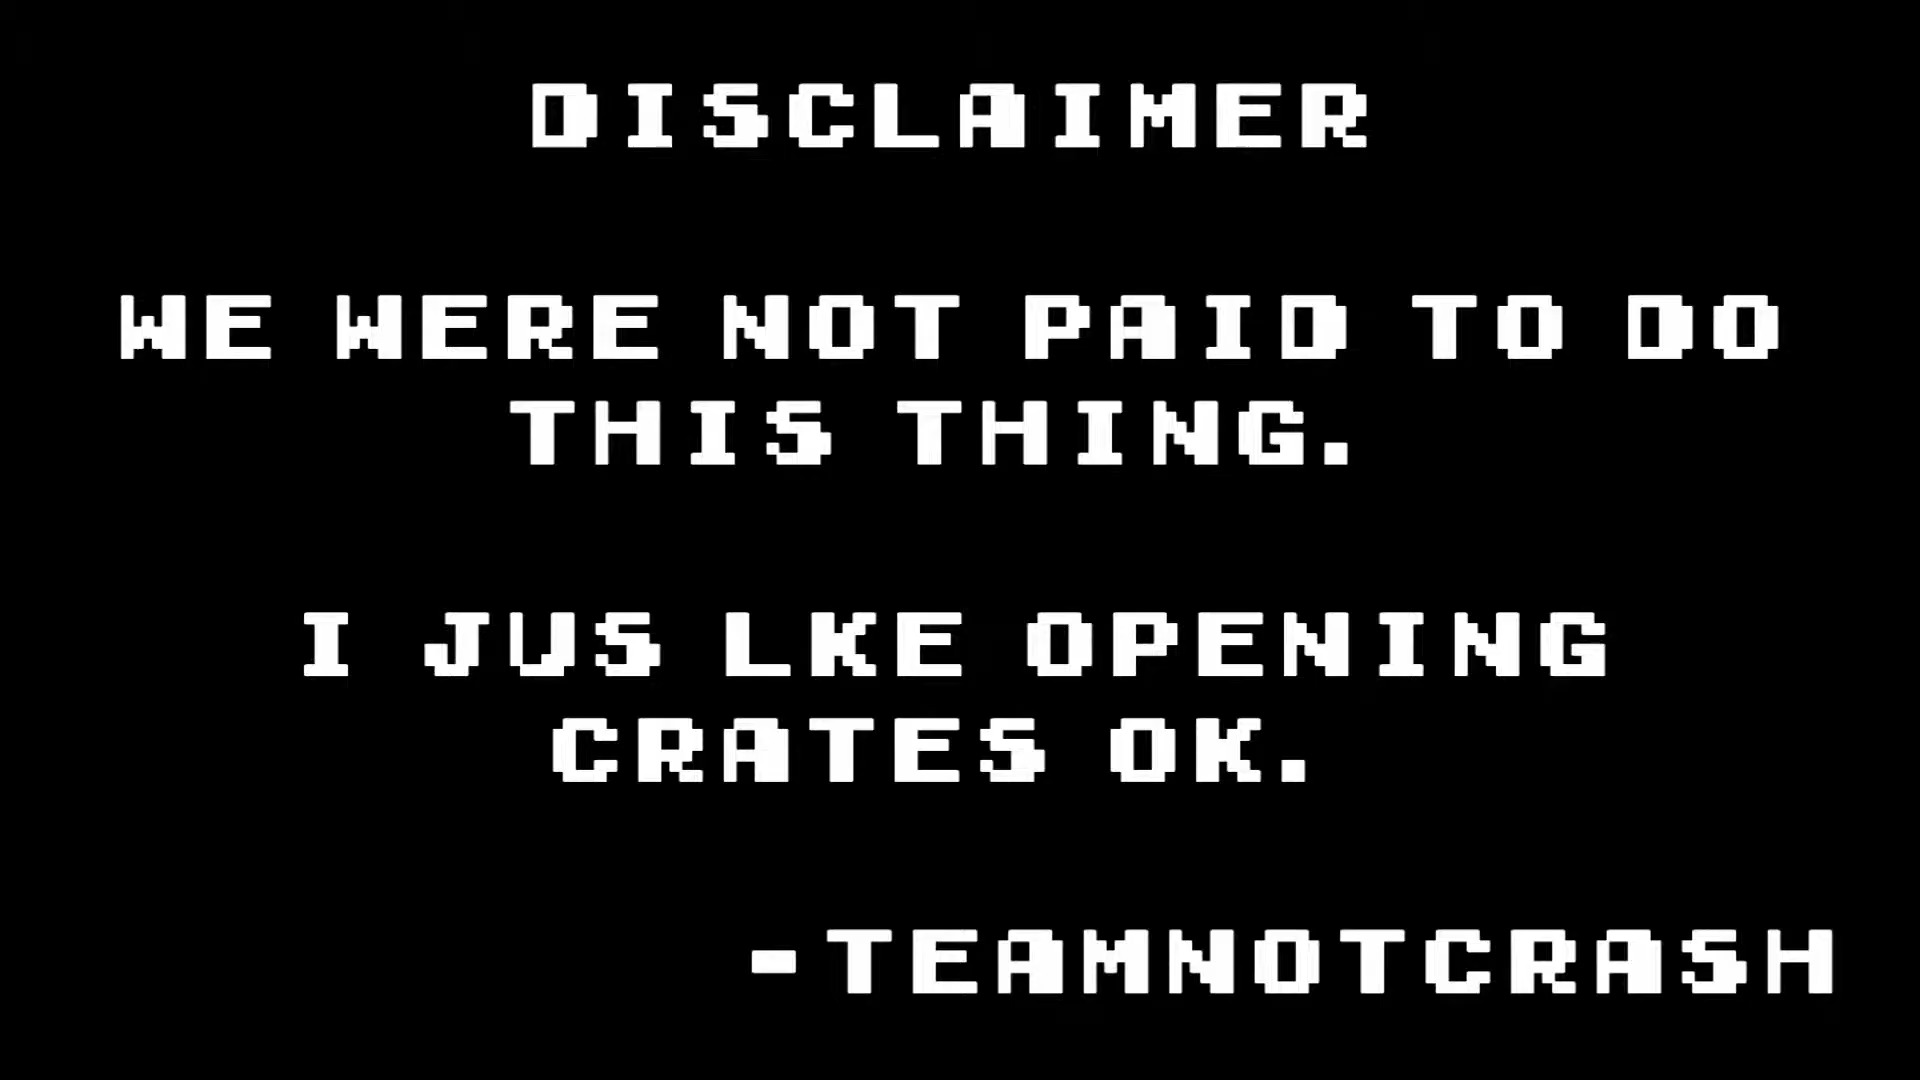 DISCLAIMER
WE WERE NOT PAID TO DO
THIS THING.
I JUS LKE OPENING
CRATES OK.
-TEAMNOTCRASH